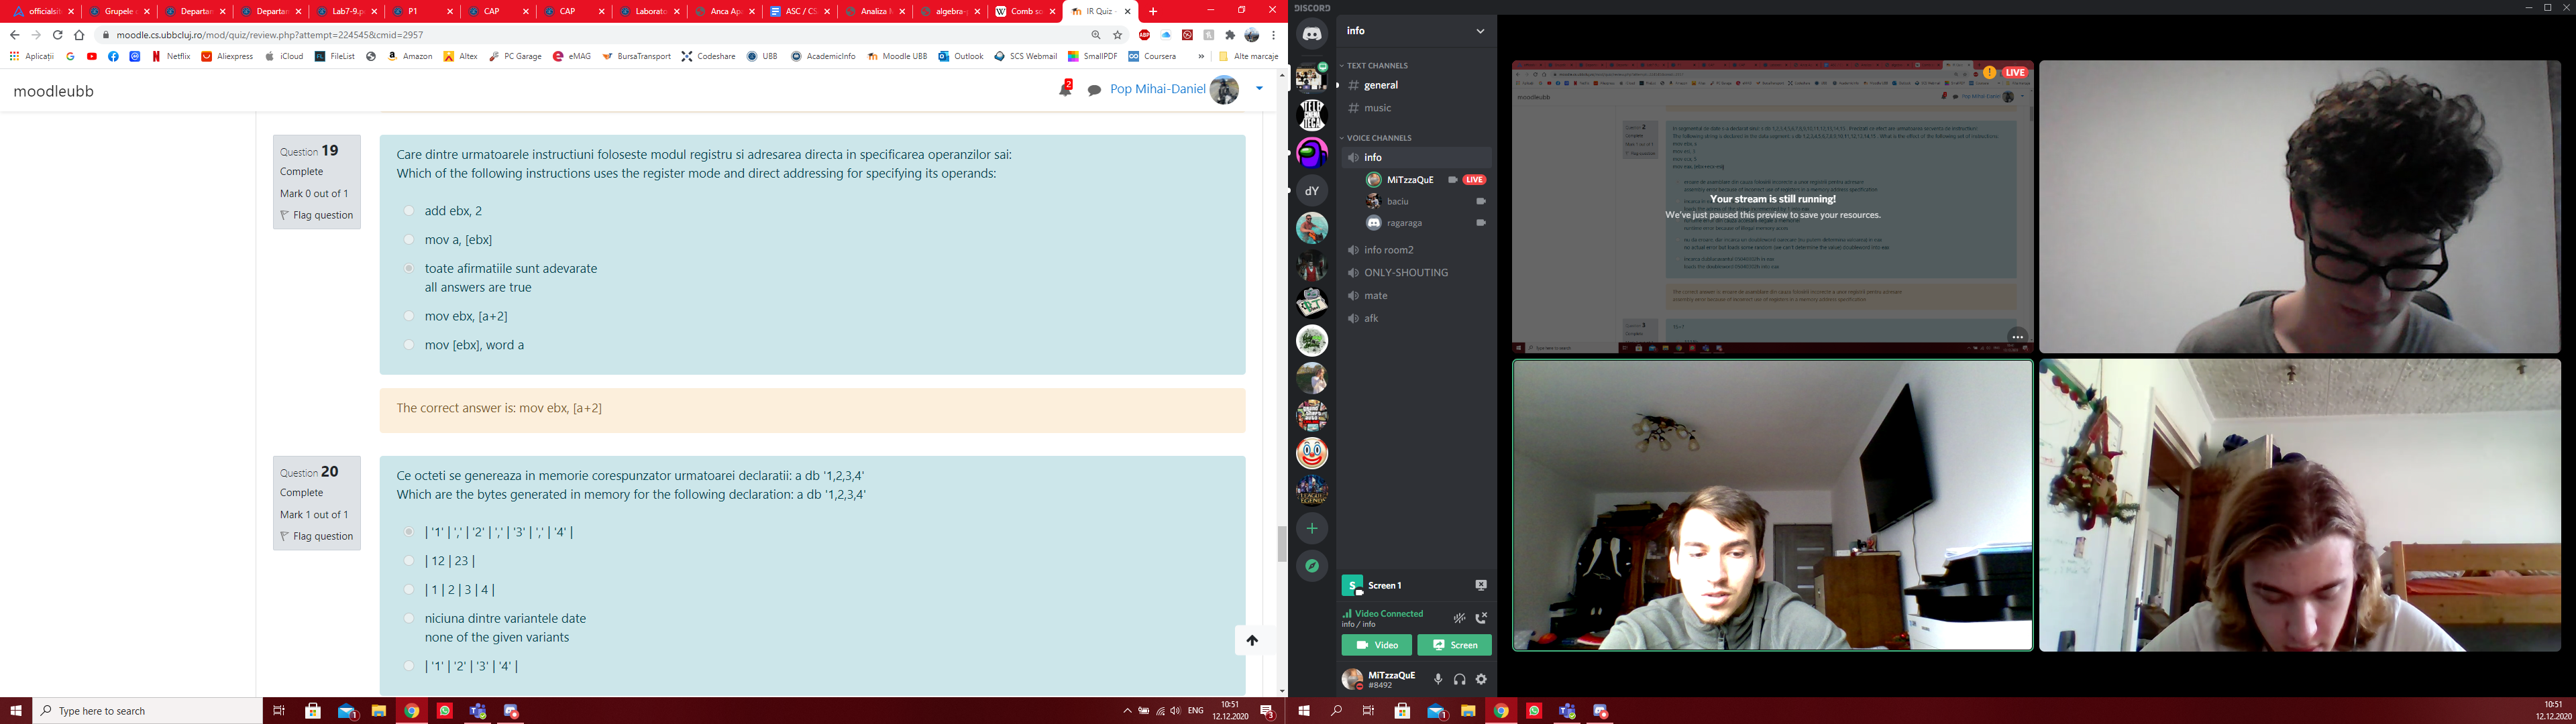 officialsit
Grupele
Departan
Departan
Lab7-9.p
P1
CAP
CAP
Laborato
Anca Ap
ASC / CS
Analiza
algebra-
Comb so
IR Quiz -
moodle.cs.ubbcluj.ro/mod/quiz/review.php?attempt=224545&cmid=2957
Aplicații
Netflix
Aliexpress
iCloud
FileList
Amazon
Altex
PC Garage
eMAG
BursaTransport
Codeshare
UBB
AcademicInfo
Moodle UBB
Outlook
SCS Webmail
SmallPDF
Coursera
»
Alte marcaje
moodleubb
2
Pop Mihai-Daniel
Question 19
Complete
Mark 0 out of 1
Flag question
Care dintre urmatoarele instructiuni foloseste modul registru si adresarea directa in specificarea operanzilor sai:
Which of the following instructions uses the register mode and direct addressing for specifying its operands:
add ebx, 2
mov a, [ebx]
toate afirmatiile sunt adevarate
all answers are true
mov ebx, [a+2]
mov [ebx], word a
The correct answer is: mov ebx, [a+2]
Question 20
Complete
Mark 1 out of 1
Flag question
Ce octeti se genereaza in memorie corespunzator urmatoarei declaratii: a db '1,2,3,4'
Which are the bytes generated in memory for the following declaration: a db '1,2,3,4'
| '1' | ',' | '2' | ',' | '3' | ',' | '4' |
| 12 | 23 |
| 1 | 2 | 3 | 4 |
niciuna dintre variantele date
none of the given variants
| '1' | '2' | '3' | '4' |
Type here to search
ENG
10:51
12.12.2020
DISCORD
info
TEXT CHANNELS
# general
# music
VOICE CHANNELS
info
MiTzzaQuE
LIVE
baciu
ragaraga
info room2
ONLY-SHOUTING
mate
afk
dY
Screen 1
Video Connected
info / info
Video
Screen
MiTzzaQuE
#8492
LIVE
moodleubb
Your stream is still running!
We've just paused this preview to save your resources.
10:51
12.12.2020